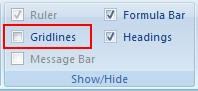 Ruler
Formula Bar
Gridlines
Headings
Message Bar
Show/Hide